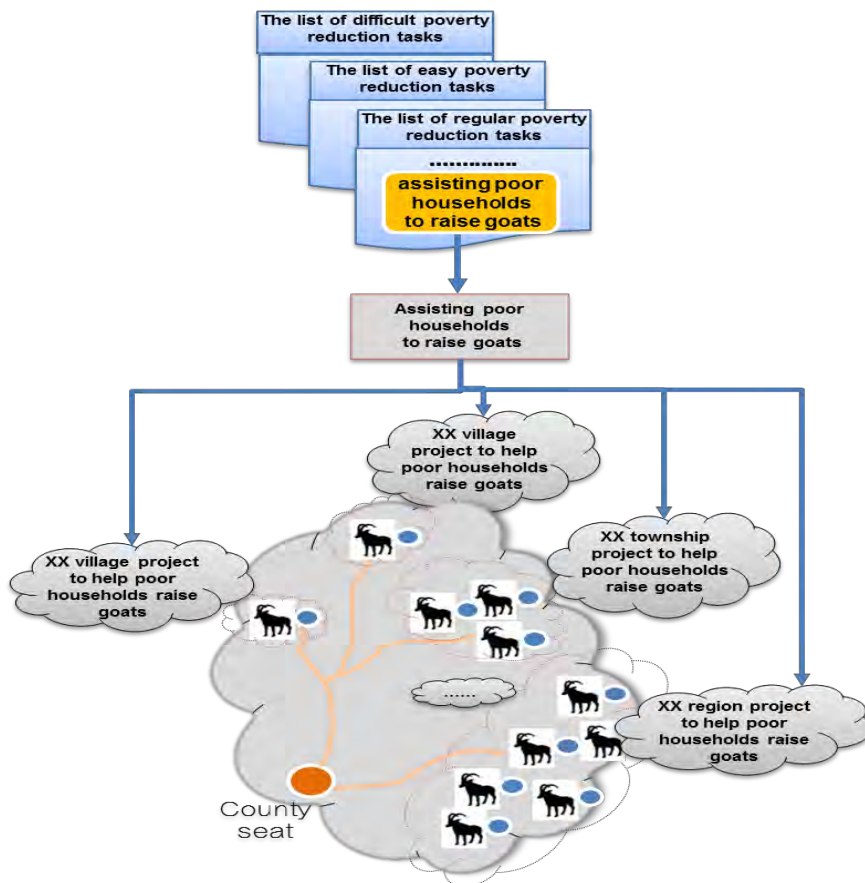 The list of difficult poverty
reduction tasks
The list of easy poverty
reduction tasks
The list of regular poverty
reduction tasks
..............
assisting poor
households
to raise goats
Assisting poor
households
to raise goats
XX village
project to help
poor households
raise goats
XX village project
to help poor
households raise
goats
XX township
project to help
poor households
raise goats
......
XX region project
to help poor
households raise
goats
County
seat